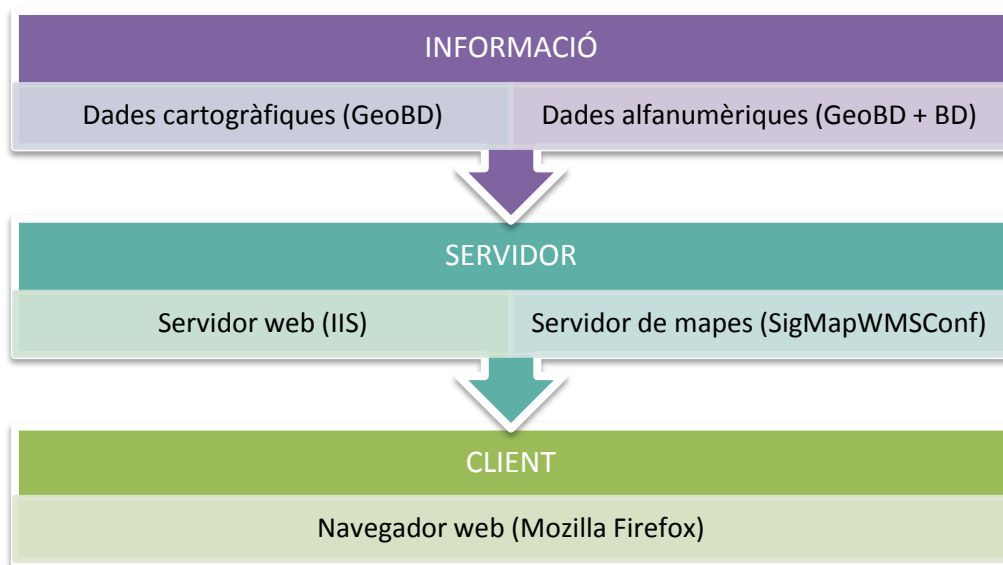 INFORMACIÓ
Dades cartogràfiques (GeoBD)
Dades alfanumèriques (GeoBD + BD)
SERVIDOR
Servidor web (IIS)
Servidor de mapes (SigMapWMSConf)
CLIENT
Navegador web (Mozilla Firefox)